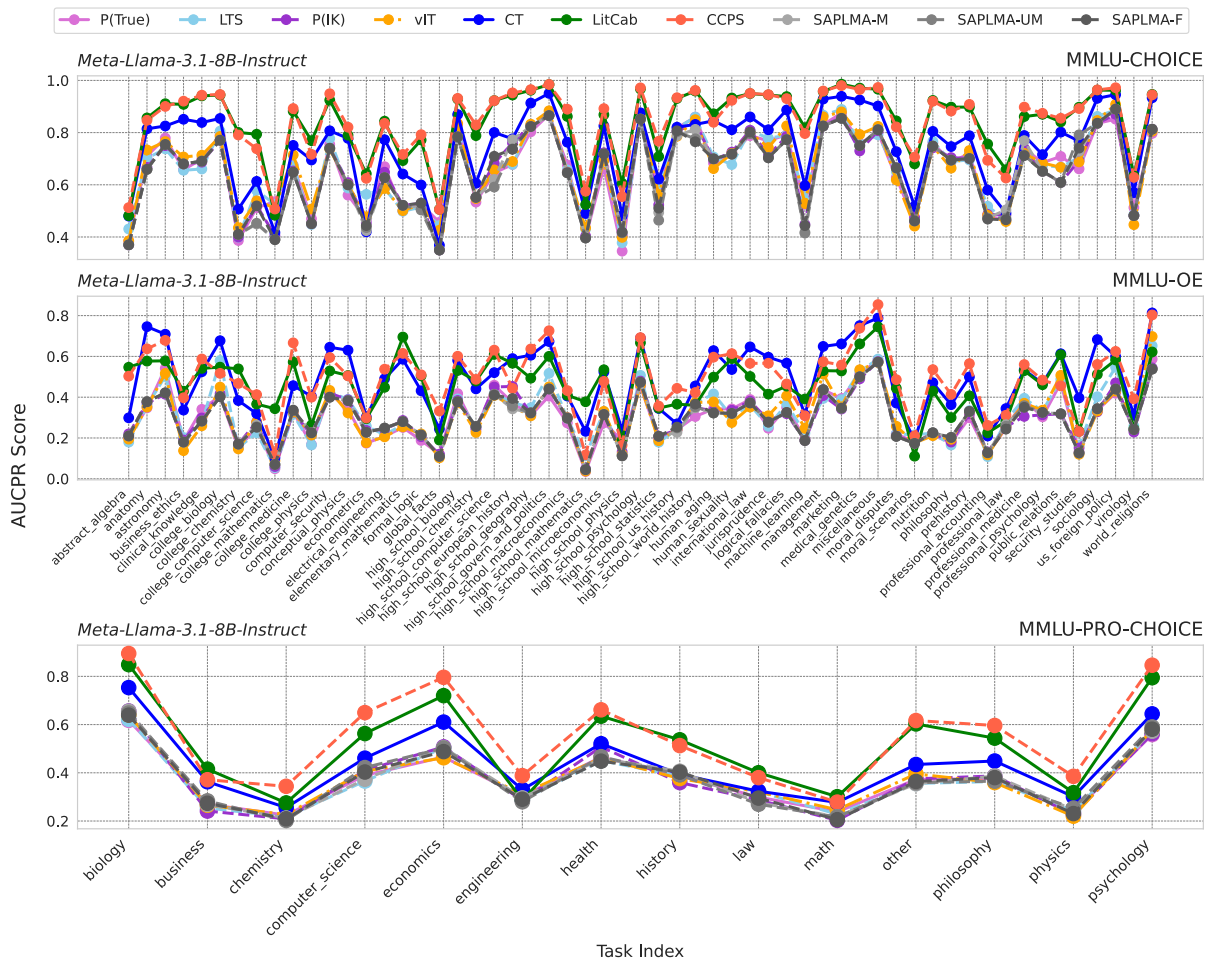 P(True) LTS P(IK) vIT CT LitCab CCPS SAPLMA-M SAPLMA-UM SAPLMA-F
Meta-Llama-3.1-8B-Instruct MMLU-CHOICE
1.0
0.8
0.6
0.4
Meta-Llama-3.1-8B-Instruct MMLU-OE
0.8
0.6
0.4
0.2
0.0
AUCPR Score
abstract_algebra
anatomy
astronomy
business_ethics
clinical_knowledge
college_biology
college_chemistry
college_computer_science
college_mathematics
college_medicine
college_physics
computer_security
conceptual_physics
econometrics
electrical_engineering
elementary_mathematics
formal_logic
global_facts
high_school_biology
high_school_chemistry
high_school_computer_science
high_school_european_history
high_school_geography
high_school_govern_and_politics
high_school_macroeconomics
high_school_mathematics
high_school_microeconomics
high_school_physics
high_school_psychology
high_school_statistics
high_school_us_history
high_school_world_history
human_aging
human_sexuality
international_law
jurisprudence
logical_fallacies
machine_learning
management
marketing
medical_genetics
miscellaneous
moral_disputes
moral_scenarios
nutrition
philosophy
prehistory
professional_accounting
professional_law
professional_medicine
professional_psychology
public_relations
security_studies
sociology
us_foreign_policy
virology
world_religions
Meta-Llama-3.1-8B-Instruct MMLU-PRO-CHOICE
0.8
0.6
0.4
0.2
biology
business
chemistry
computer_science
economics
engineering
health
history
law
math
other
philosophy
physics
psychology
Task Index